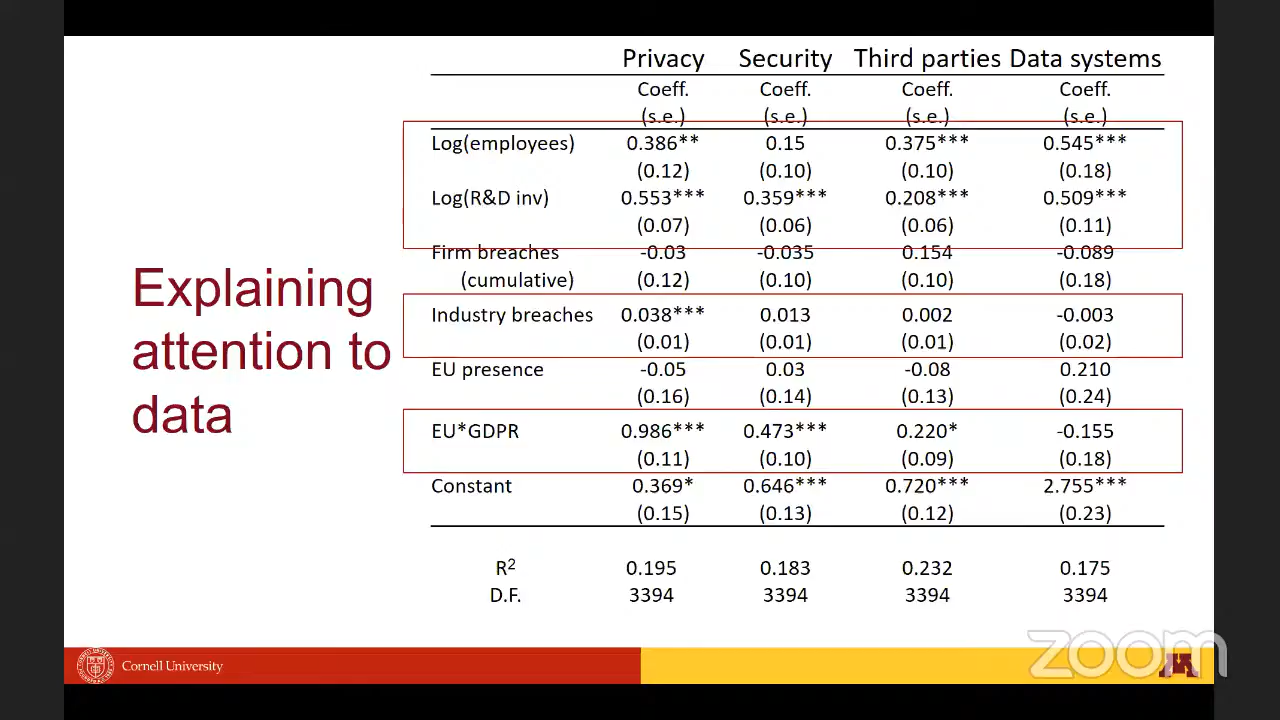 Privacy Security Third parties Data systems
Coeff. Coeff. Coeff. Coeff.
(s.e.) (s.e.) (s.e.) (s.e.)
Log(employees) 0.386** 0.15 0.375*** 0.545***
(0.12) (0.10) (0.10) (0.18)
Log(R&D inv) 0.553*** 0.359*** 0.208*** 0.509***
(0.07) (0.06) (0.06) (0.11)
Firm breaches -0.03 -0.035 0.154 -0.089
(cumulative) (0.12) (0.10) (0.10) (0.18)
Industry breaches 0.038*** 0.013 0.002 -0.003
(0.01) (0.01) (0.01) (0.02)
EU presence -0.05 0.03 -0.08 0.210
(0.16) (0.14) (0.13) (0.24)
EU*GDPR 0.986*** 0.473*** 0.220* -0.155
(0.11) (0.10) (0.09) (0.18)
Constant 0.369* 0.646*** 0.720*** 2.755***
(0.15) (0.13) (0.12) (0.23)
R2 0.195 0.183 0.232 0.175
D.F. 3394 3394 3394 3394
Explaining
attention to
data
Cornell University
zoom
M